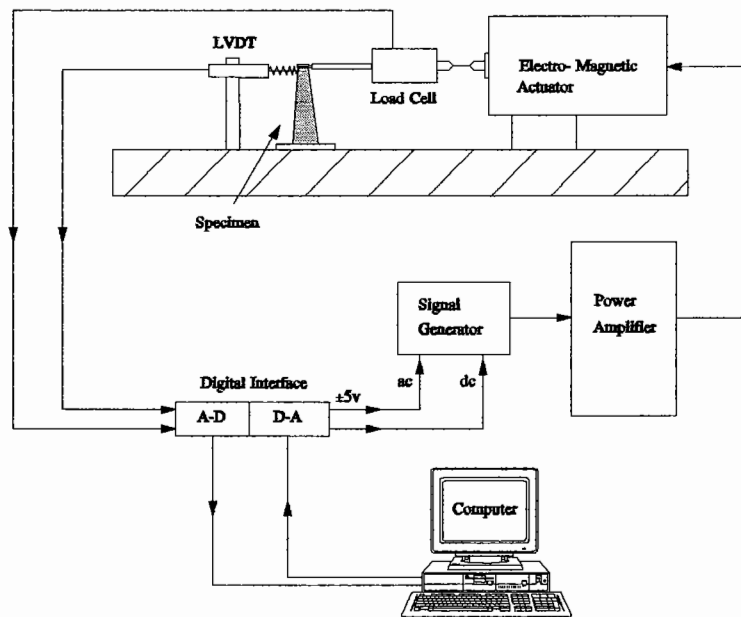 LVDT
Load Cell
Electro- Magnetic
Actuator
Specimen
Signal
Generator
Power
Amplifier
Digital Interface
±5v
ac
dc
A-D
D-A
Computer